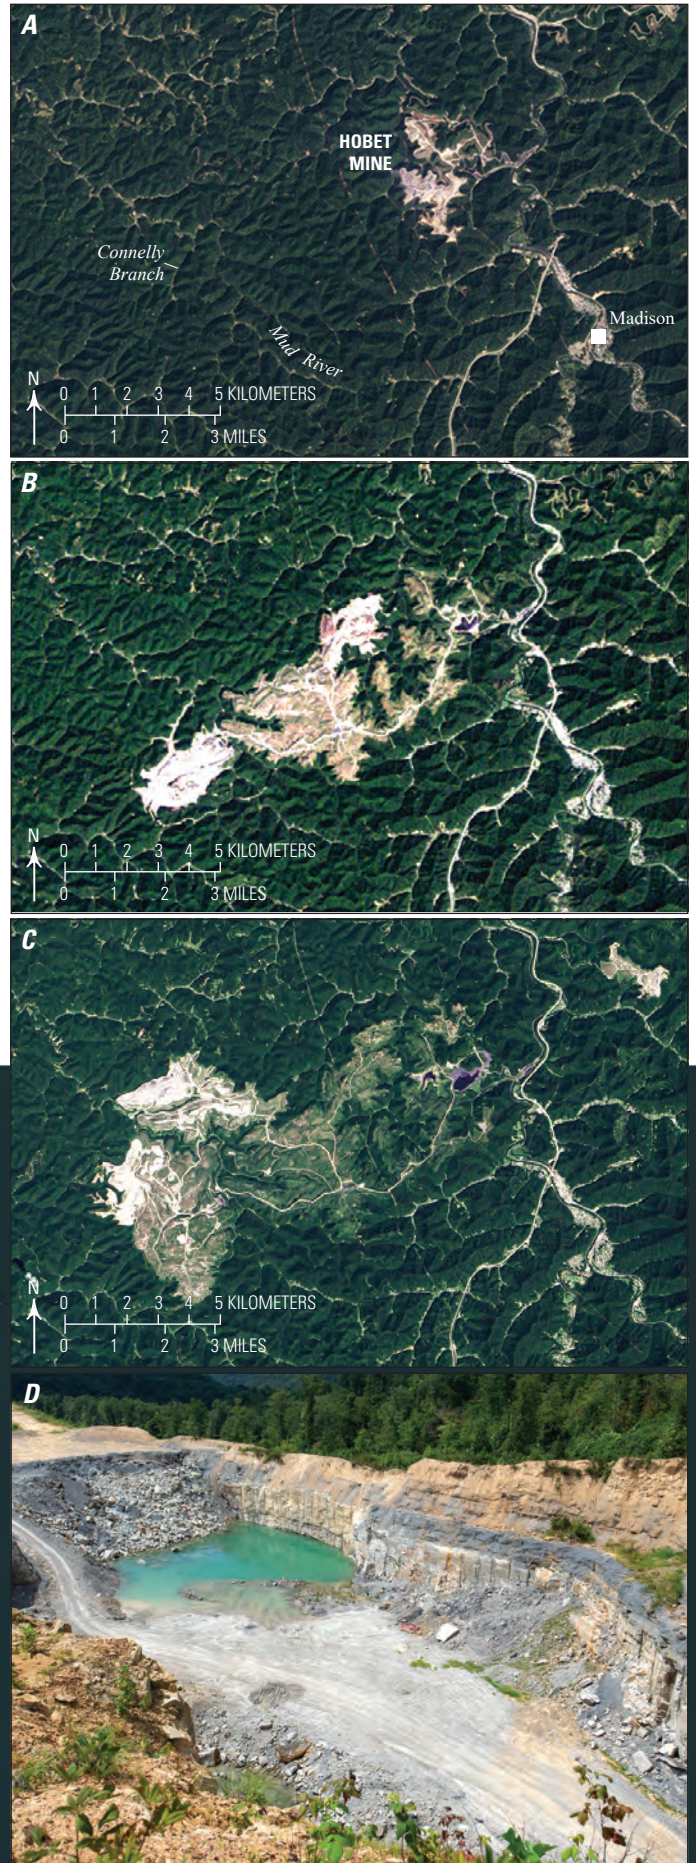 A
HOBET
MINE
Connelly
Branch
Mud River
Madison
N
0 1 2 3 4 5 KILOMETERS
0 1 2 3 MILES
B
N
0 1 2 3 4 5 KILOMETERS
0 1 2 3 MILES
C
N
0 1 2 3 4 5 KILOMETERS
0 1 2 3 MILES
D